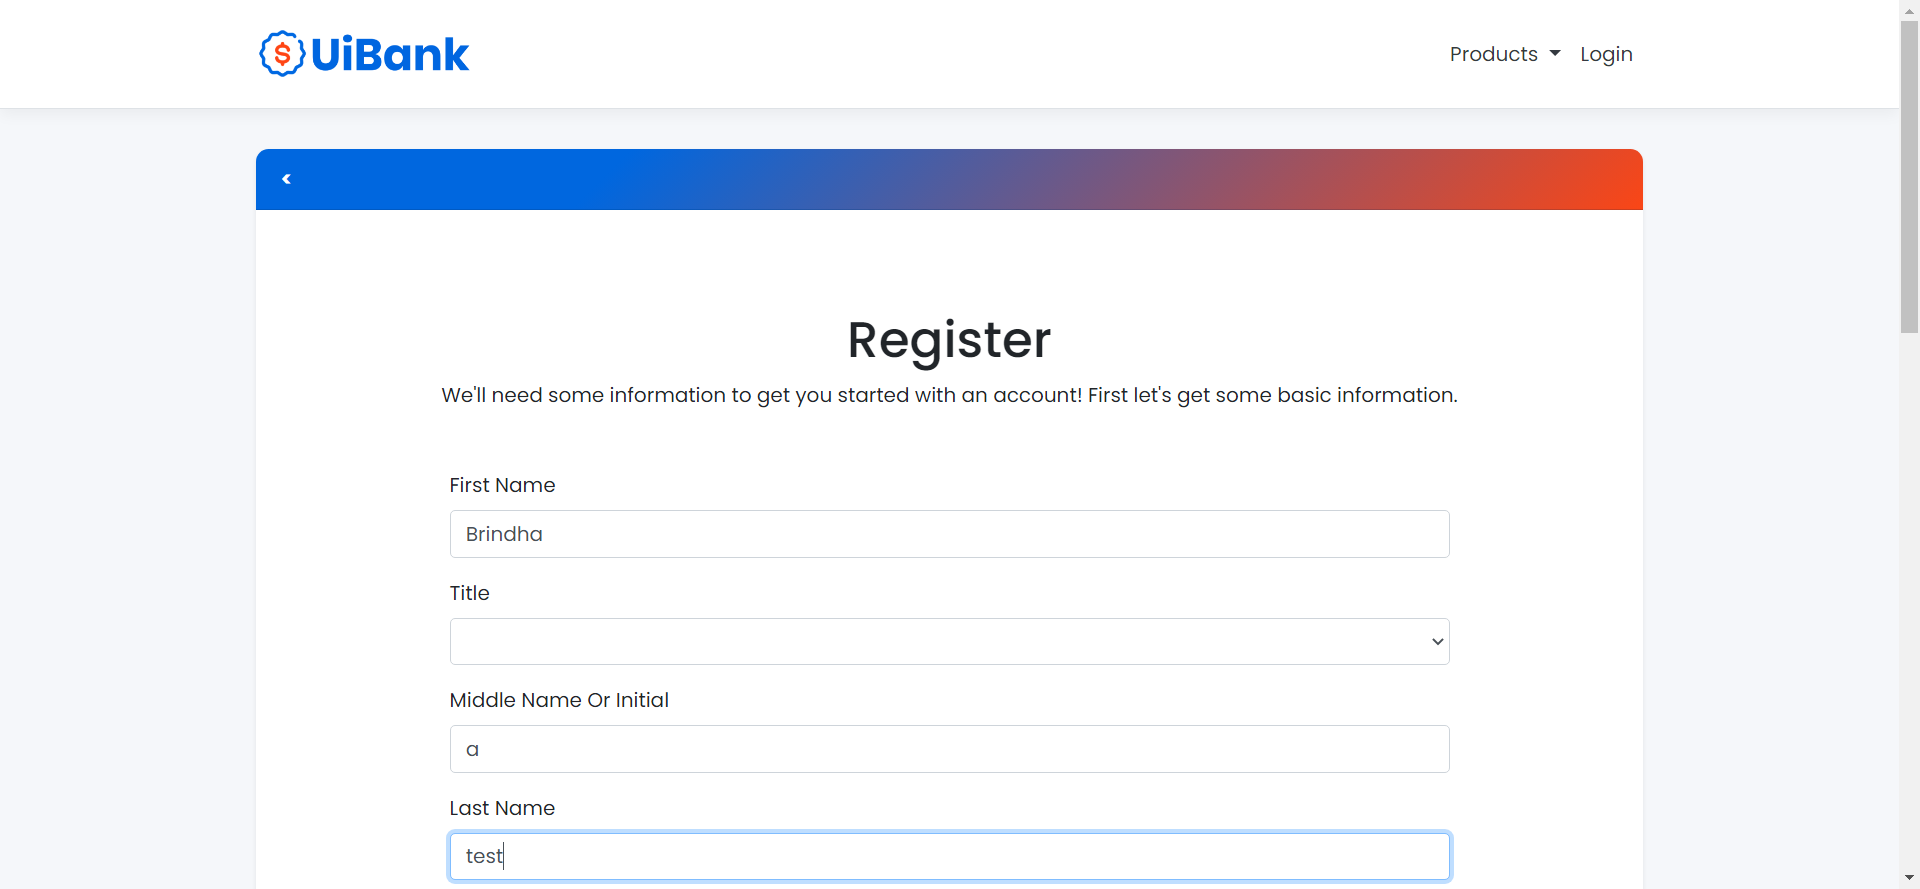 $ UiBank
Products Login
Register
We'll need some information to get you started with an account! First let's get some basic information.
First Name
Brindha
Title
Middle Name Or Initial
a
Last Name
test